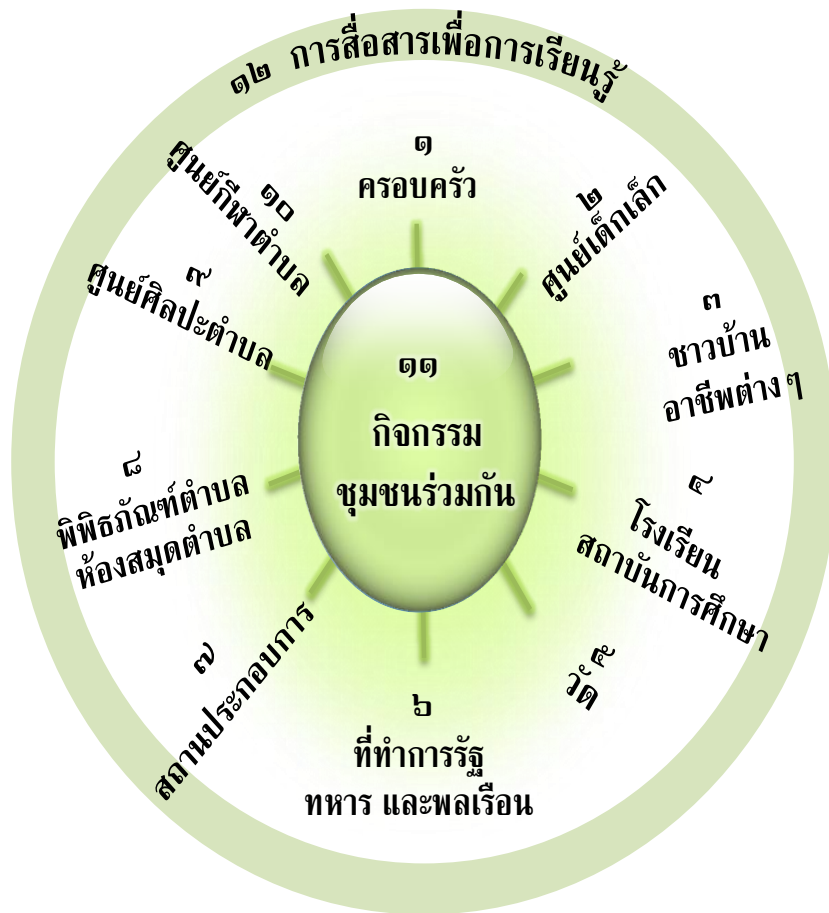 ๑๒ การสื่อสารเพื่อการเรียนรู้
๑
ครอบครัว
๒
ศูนย์เด็กเล็ก
๓
ชาวบ้าน
อาชีพต่าง ๆ
๔
โรงเรียน
สถาบันการศึกษา
๕
วัด
๖
ที่ทำการรัฐ
ทหาร และพลเรือน
๗
สถานประกอบการ
๘
พิพิธภัณฑ์ตำบล
ห้องสมุดตำบล
๙
ศูนย์ศิลปะตำบล
๑๐
ศูนย์กีฬาตำบล
๑๑
กิจกรรม
ชุมชนร่วมกัน